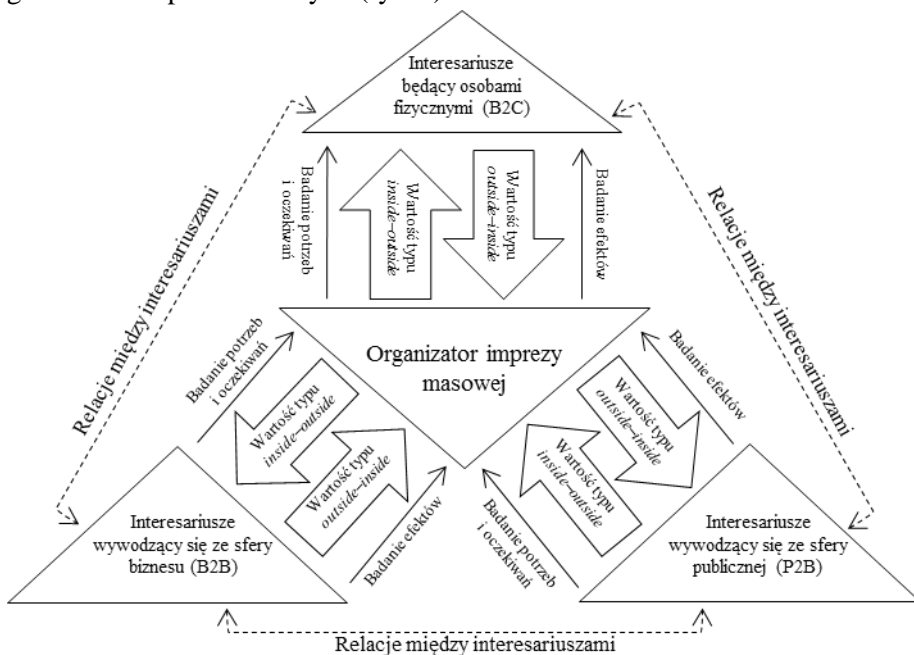 Interesariusze
będący osobami
fizycznymi (B2C)
Relacje między interesariuszami
Badanie potrzeb
i oczekiwań
Wartość typu
inside–outside
Wartość typu
outside–inside
Badanie efektów
Relacje między interesariuszami
Organizator imprezy
masowej
Badanie potrzeb
i oczekiwań
Wartość typu
inside–outside
Wartość typu
outside–inside
Badanie efektów
Badanie efektów
Wartość typu
outside–inside
Wartość typu
inside–outside
Badanie potrzeb
i oczekiwań
Interesariusze
wywodzący się ze sfery
biznesu (B2B)
Interesariusze
wywodzący się ze sfery
publicznej (P2B)
Relacje między interesariuszami